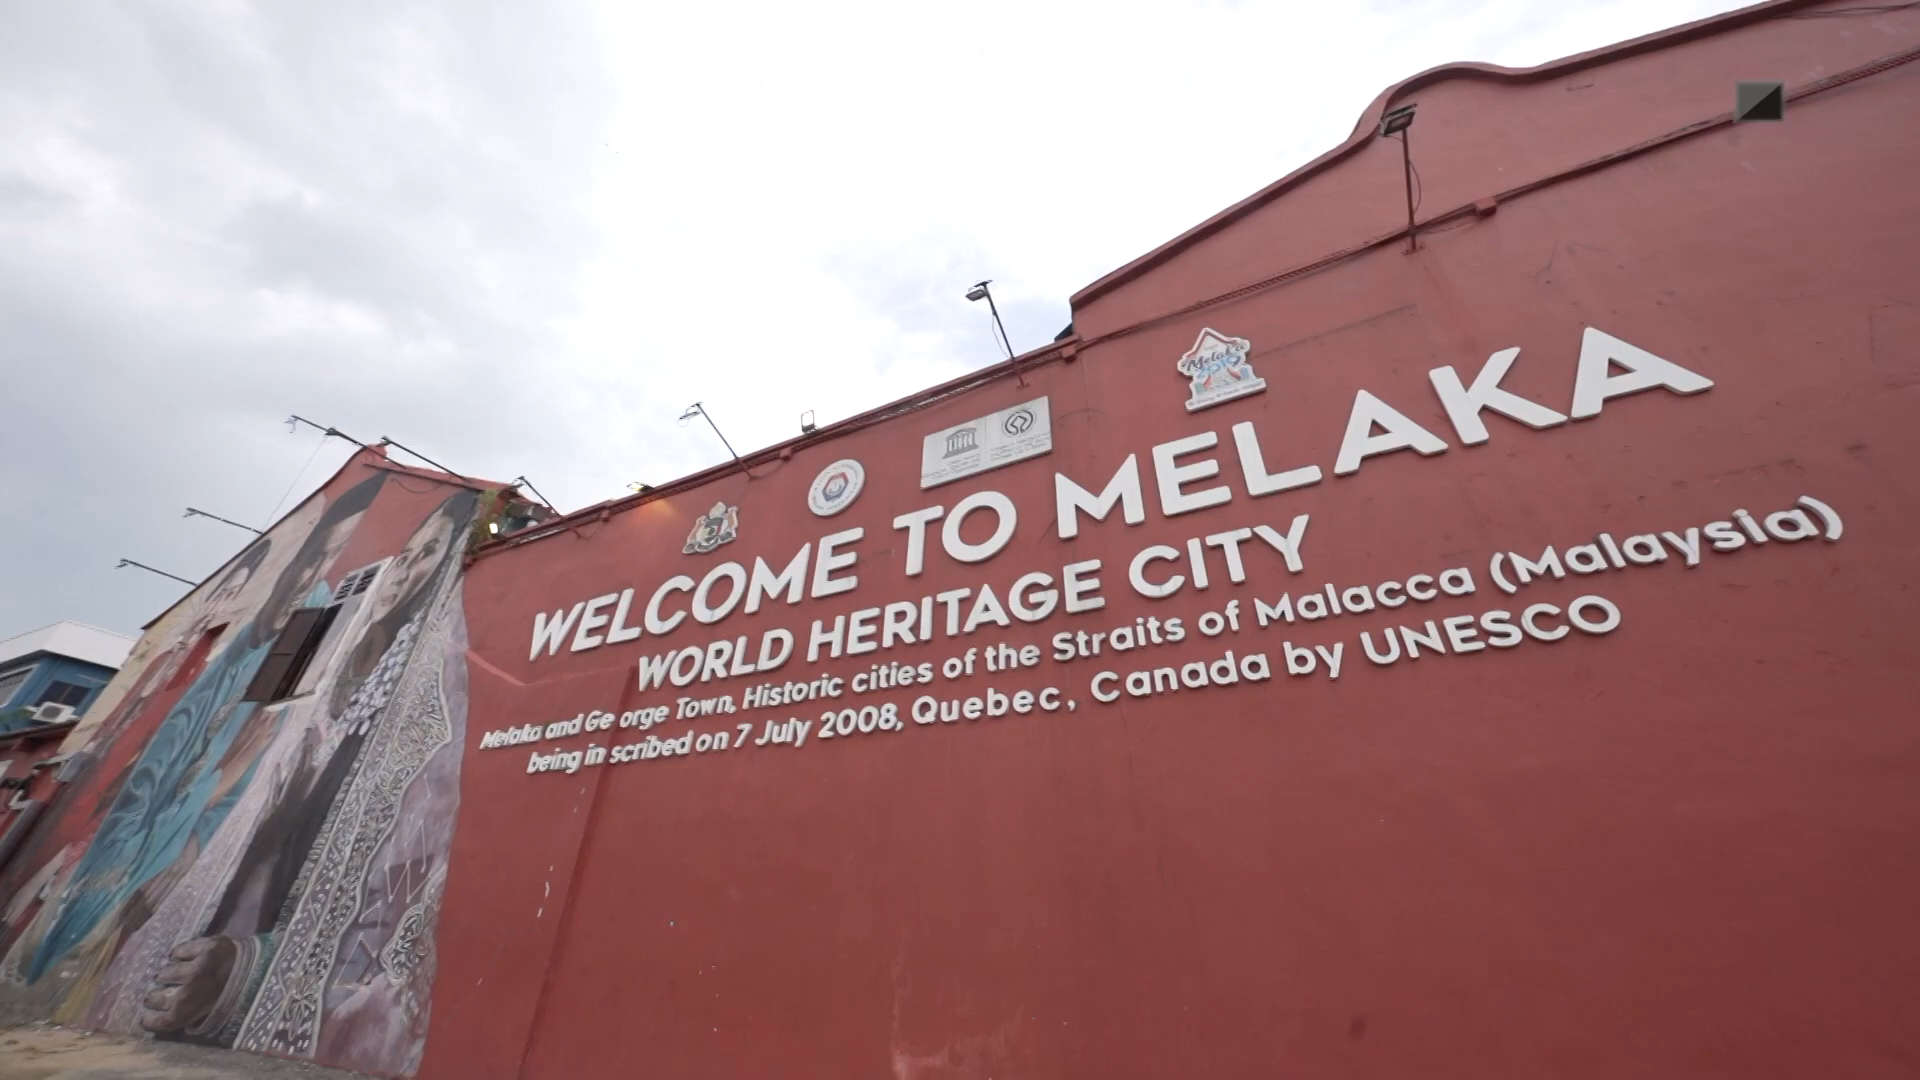 Melaka
WELCOME TO MELAKA
WORLD HERITAGE CITY
Melaka and Ge orge Town, Historic cities of the Straits of Malacca (Malaysia)
being in scribed on 7 July 2008, Quebec, Canada by UNESCO